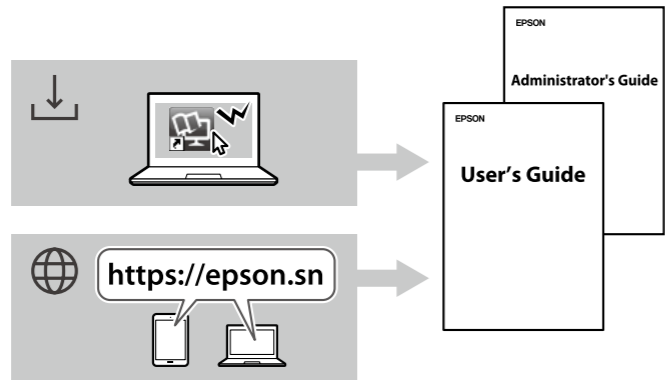 EPSON
Administrator's Guide
EPSON
User’s Guide
https://epson.sn